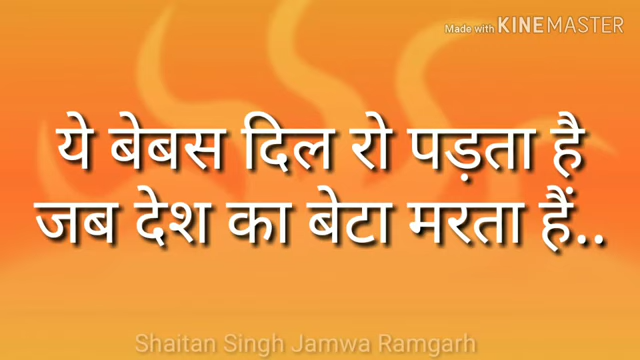 Made with KINEMASTER
ये बेबस दिल रो पड़ता है
जब देश का बेटा मरता हैं..
Shaitan Singh Jamwa Ramgarh